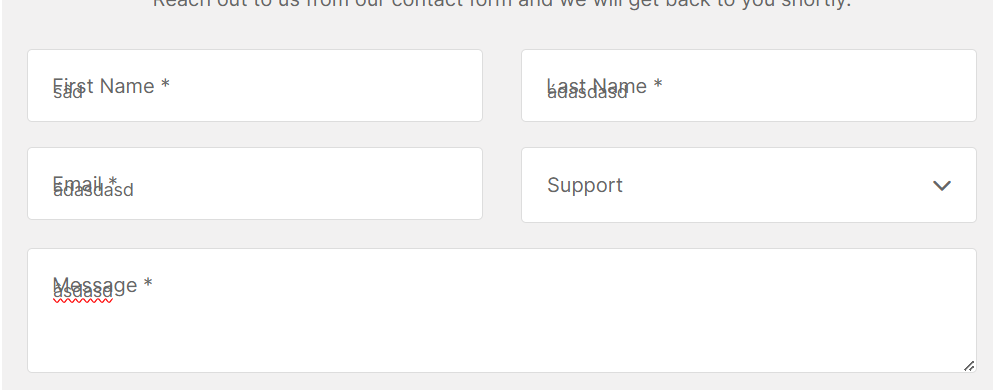 Reach out to us from our contact form and we will get back to you shortly.
First Name *
sad
Last Name *
adasdasd
Email *
adasdasd
Support
Message *
asdasd